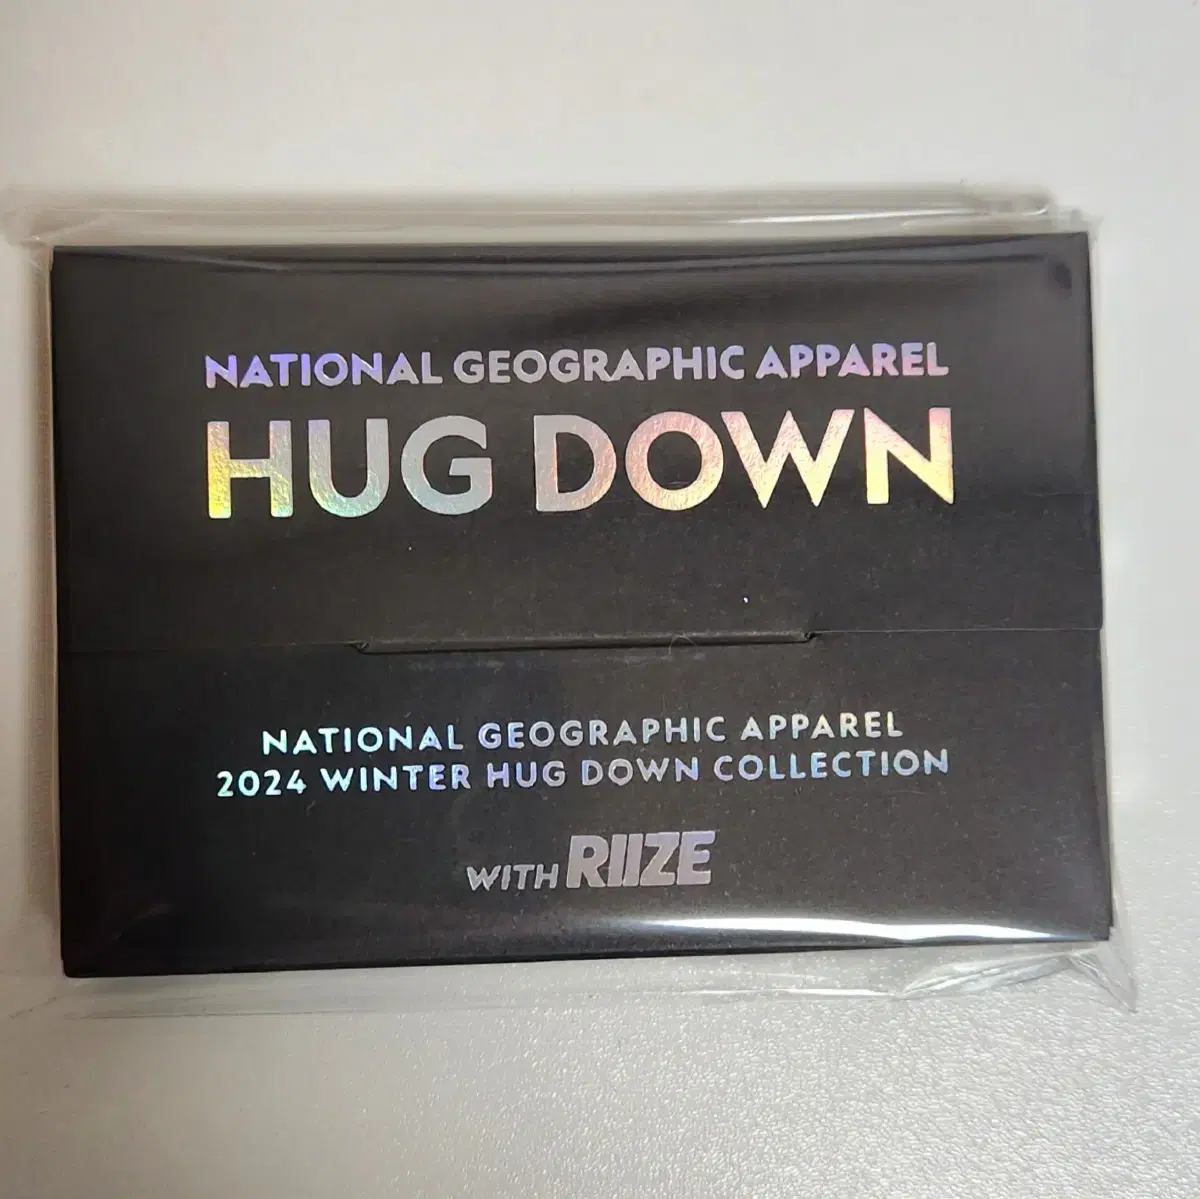 NATIONAL GEOGRAPHIC APPAREL
HUG DOWN
NATIONAL GEOGRAPHIC APPAREL
2024 WINTER HUG DOWN COLLECTION
WITH RIIZE